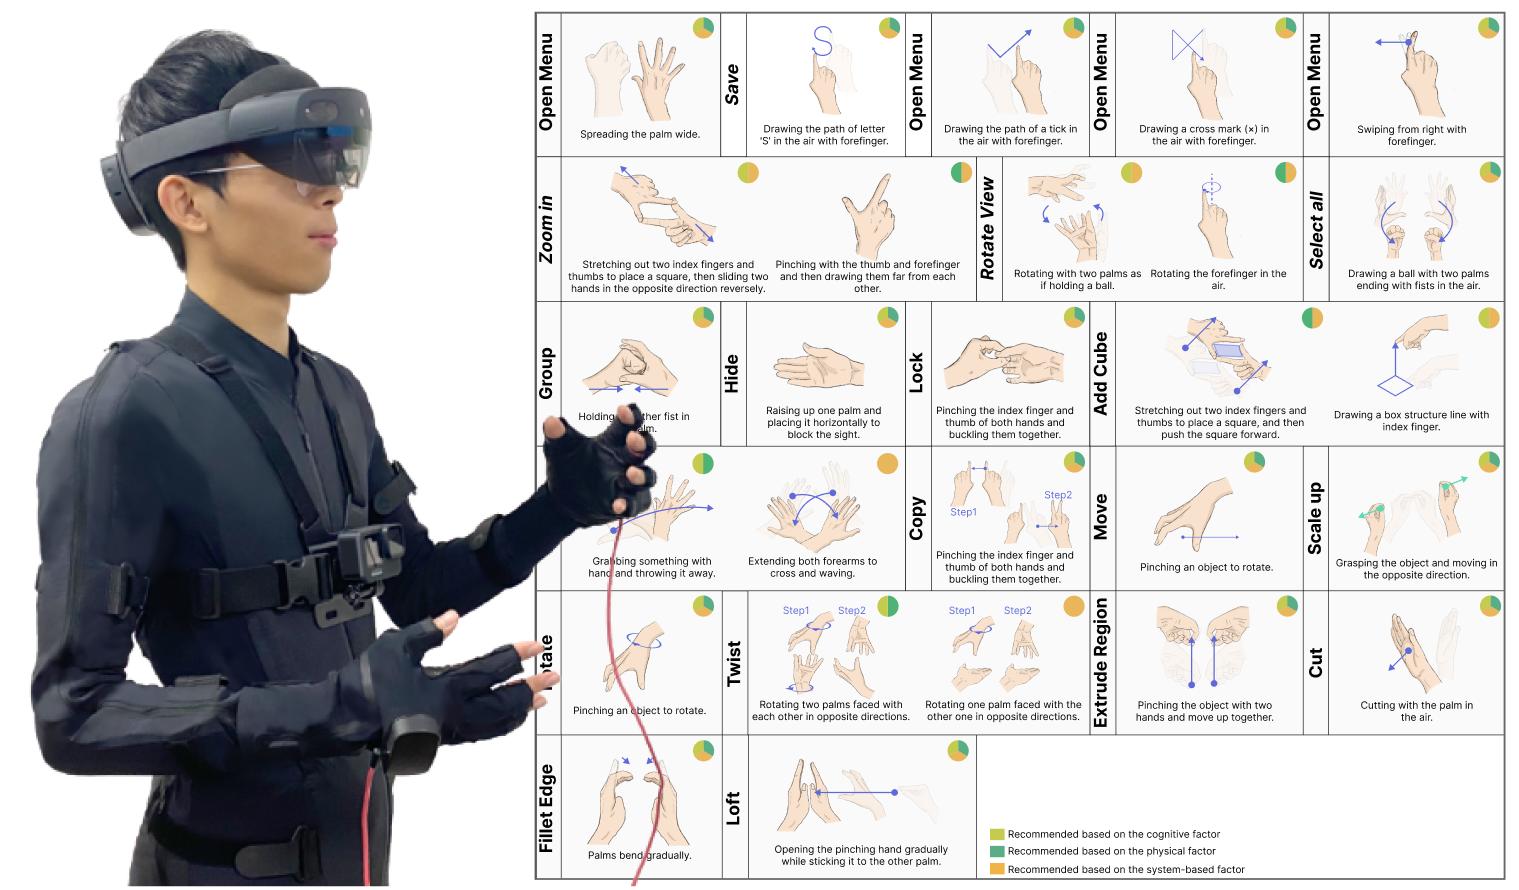 Open Menu
Spreading the palm wide.
Save
Drawing the path of letter
'S' in the air with forefinger.
Open Menu
Drawing the path of a tick in
the air with forefinger.
Open Menu
Drawing a cross mark (×) in
the air with forefinger.
Open Menu
Swiping from right with
forefinger.
Zoom in
Stretching out two index fingers and
thumbs to place a square, then sliding two
hands in the opposite direction reversely.
Pinching with the thumb and forefinger
and then drawing them far from each
other.
Rotate View
Rotating with two palms as
if holding a ball.
Rotating the forefinger in the
air.
Select all
Drawing a ball with two palms
ending with fists in the air.
Group
Holding ther fist in
alm.
Hide
Raising up one palm and
placing it horizontally to
block the sight.
Lock
Pinching the index finger and
thumb of both hands and
buckling them together.
Add Cube
Stretching out two index fingers and
thumbs to place a square, and then
push the square forward.
Drawing a box structure line with
index finger.
Grabbing something with
hand and throwing it away.
Extending both forearms to
cross and waving.
Copy
Step1
Step2
Pinching the index finger and
thumb of both hands and
buckling them together.
Move
Pinching an object to rotate.
Scale up
Grasping the object and moving in
the opposite direction.
otate
Pinching an object to rotate.
Twist
Step1 Step2
Rotating two palms faced with
each other in opposite directions.
Step1 Step2
Rotating one palm faced with the
other one in opposite directions.
Extrude Region
Pinching the object with two
hands and move up together.
Cut
Cutting with the palm in
the air.
Fillet Edge
Palms bend gradually.
Loft
Opening the pinching hand gradually
while sticking it to the other palm.
Recommended based on the cognitive factor
Recommended based on the physical factor
Recommended based on the system-based factor